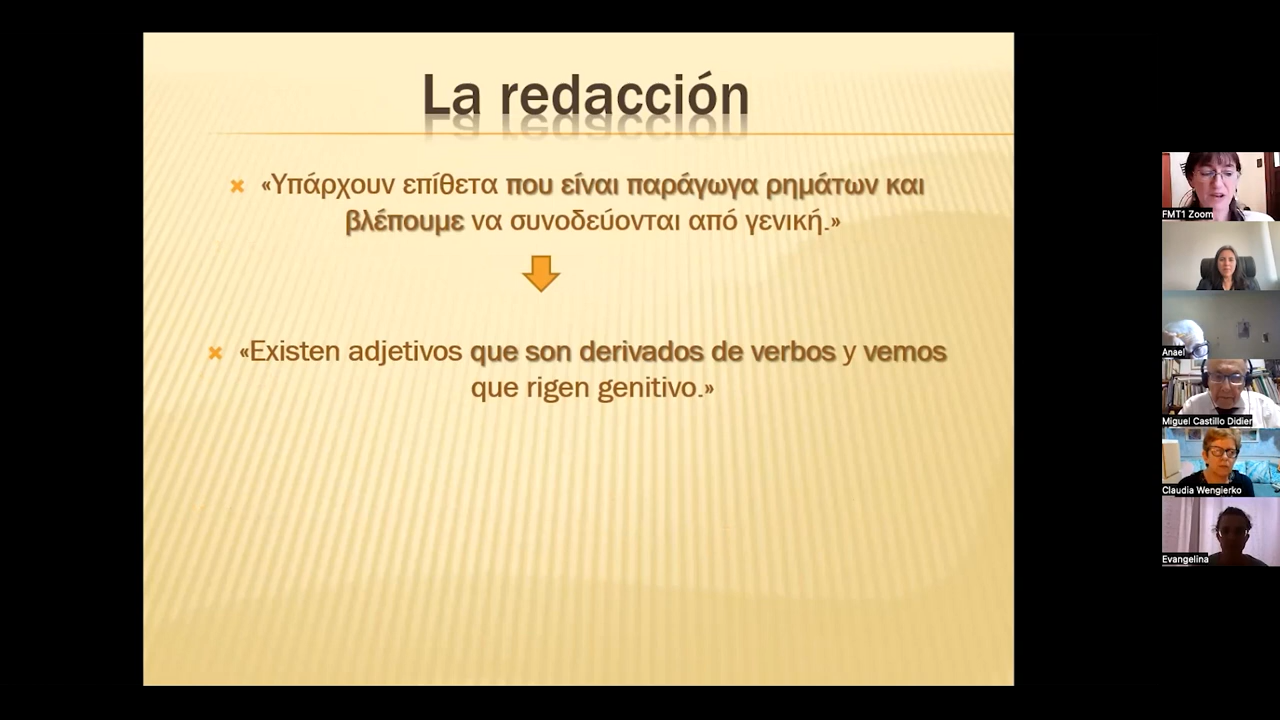 La redacción
«Υπάρχουν επίθετα που είναι παράγωγα ρημάτων και
βλέπουμε να συνοδεύονται από γενική.»
«Existen adjetivos que son derivados de verbos y vemos
que rigen genitivo.»
FMT1 Zoom
Anael
Miguel Castillo Didier
Claudia Wengierko
Evangelina